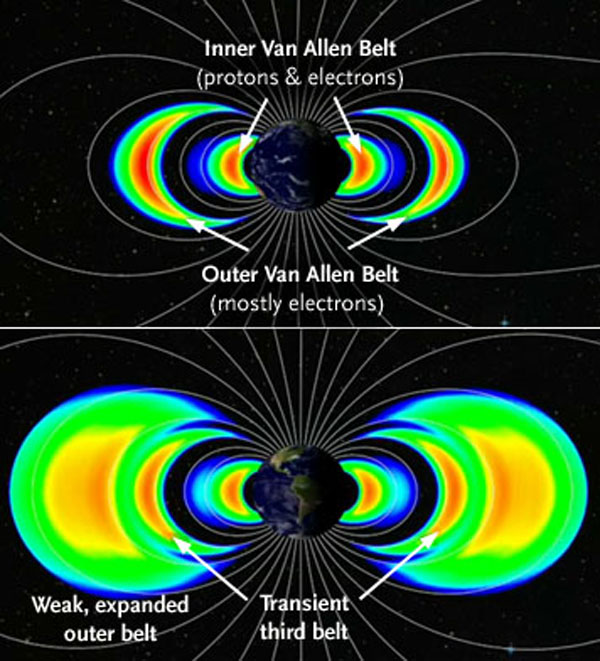 Inner Van Allen Belt
(protons & electrons)
Outer Van Allen Belt
(mostly electrons)
Weak, expanded
outer belt
Transient
third belt